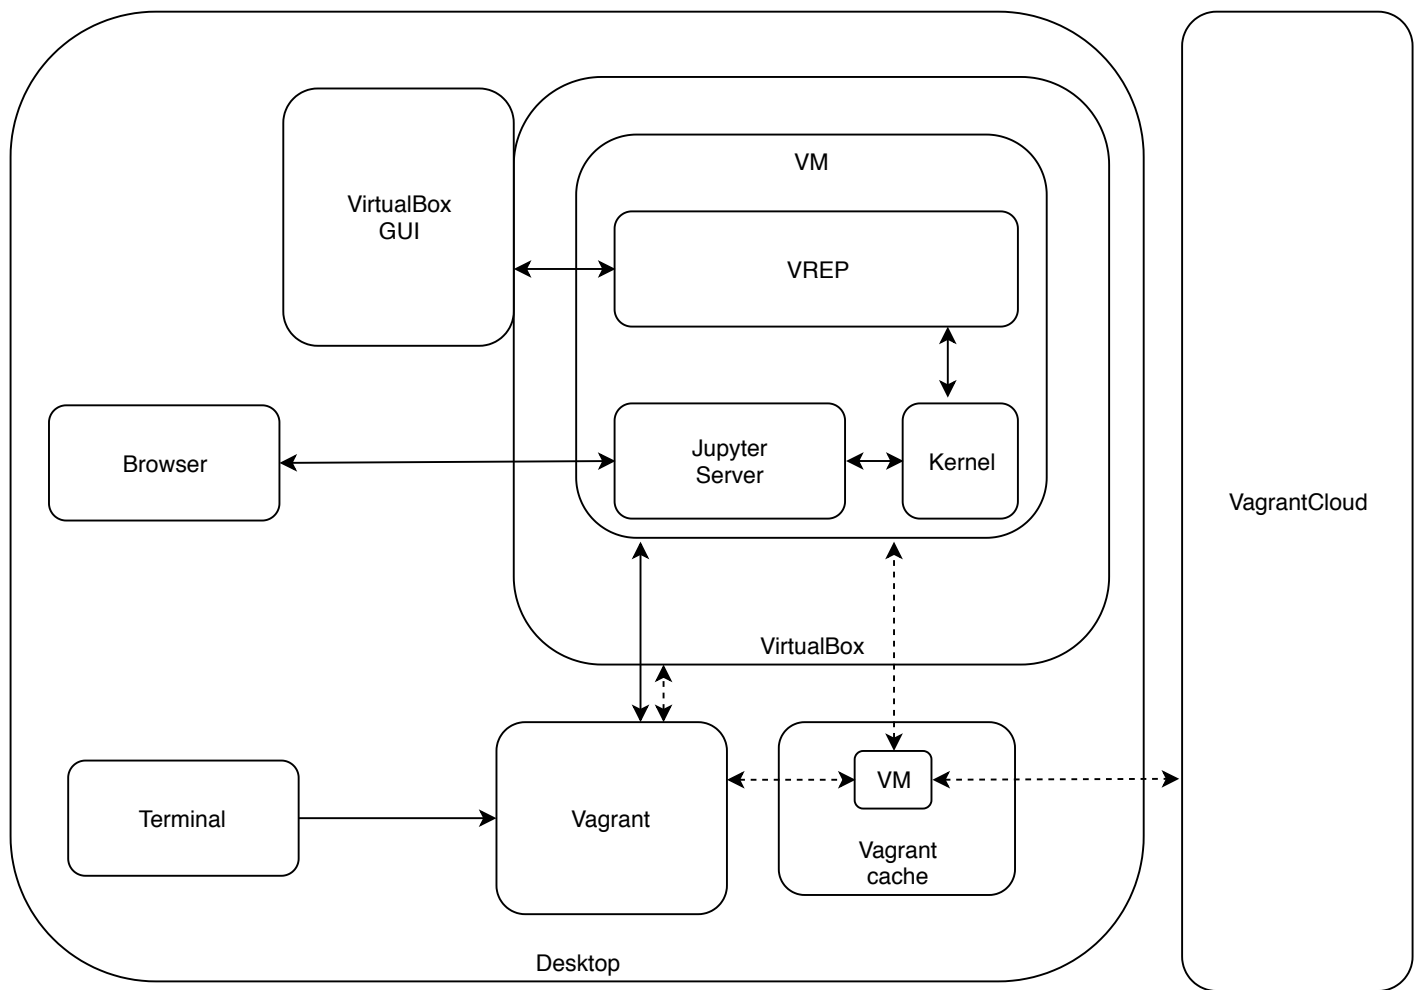 VM
VirtualBox
GUI
VREP
Browser
Jupyter
Server
Kernel
VagrantCloud
VirtualBox
Terminal
Vagrant
VM
Vagrant
cache
Desktop